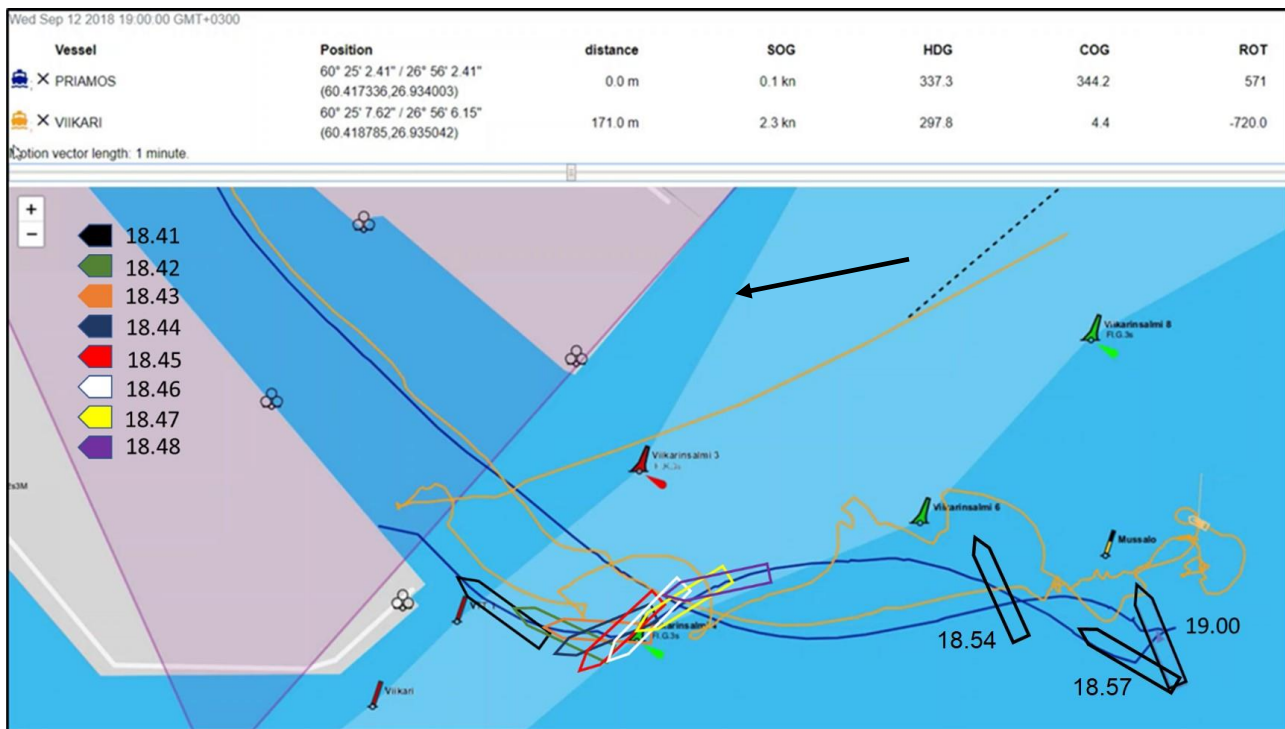 Wed Sep 12 2018 19:00:00 GMT+0300
Vessel Position distance SOG HDG COG ROT
PRIAMOS 60° 25' 2.41" / 26° 56' 2.41" (60.417336,26.934003) 0.0 m 0.1 kn 337.3 344.2 571
VIIKARI 60° 25' 7.62" / 26° 56' 6.15" (60.418785,26.935042) 171.0 m 2.3 kn 297.8 4.4 -720.0
vector length: 1 minute.
+
−
18.41
18.42
18.43
18.44
18.45
18.46
18.47
18.48
Viikarinsalmi 8
Fl.G.3s
Viikarinsalmi 3
Viikarinsalmi 6
Mussalo
Fl.G.3s
Viikari
18.54
19.00
18.57